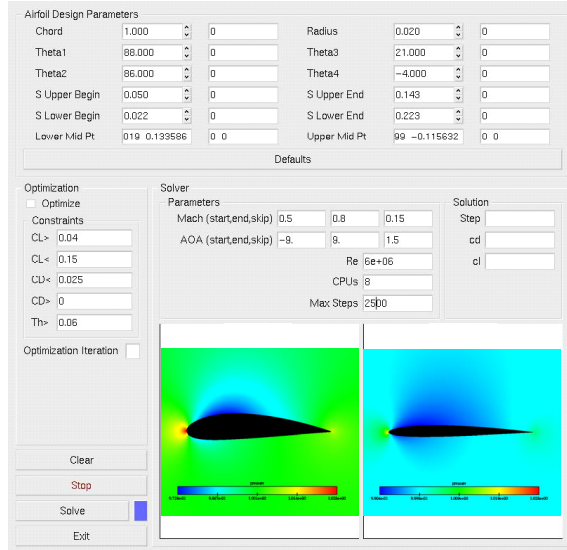 Airfoil Design Parameters
Chord 1.000 0 Radius 0.020 0
Theta1 88.000 0 Theta3 21.000 0
Theta2 86.000 0 Theta4 −4.000 0
S Upper Begin 0.050 0 S Upper End 0.143 0
S Lower Begin 0.022 0 S Lower End 0.223 0
Lower Mid Pt 019 0.133586 0 0 Upper Mid Pt 99 −0.115632 0 0
Defaults
Optimization
Optimize
Constraints
CL> 0.04
CL< 0.15
CD< 0.025
CD> 0
Th> 0.06
Optimization Iteration
Clear
Stop
Solve
Exit
Solver
Parameters
Mach (start,end,skip) 0.5 0.8 0.15
AOA (start,end,skip) −9. 9. 1.5
Re 6e+06
CPUs 8
Max Steps 2500
Solution
Step
cd
cl